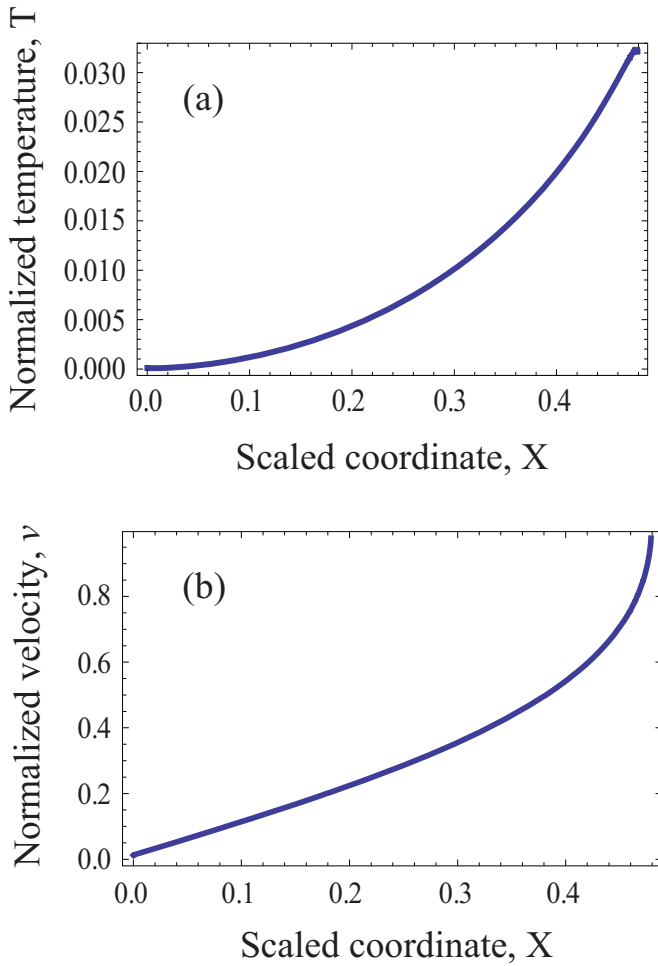 Normalized temperature, T
(a)
0.030
0.025
0.020
0.015
0.010
0.005
0.000
0.0 0.1 0.2 0.3 0.4
Scaled coordinate, X
Normalized velocity, v
(b)
0.8
0.6
0.4
0.2
0.0
0.0 0.1 0.2 0.3 0.4
Scaled coordinate, X